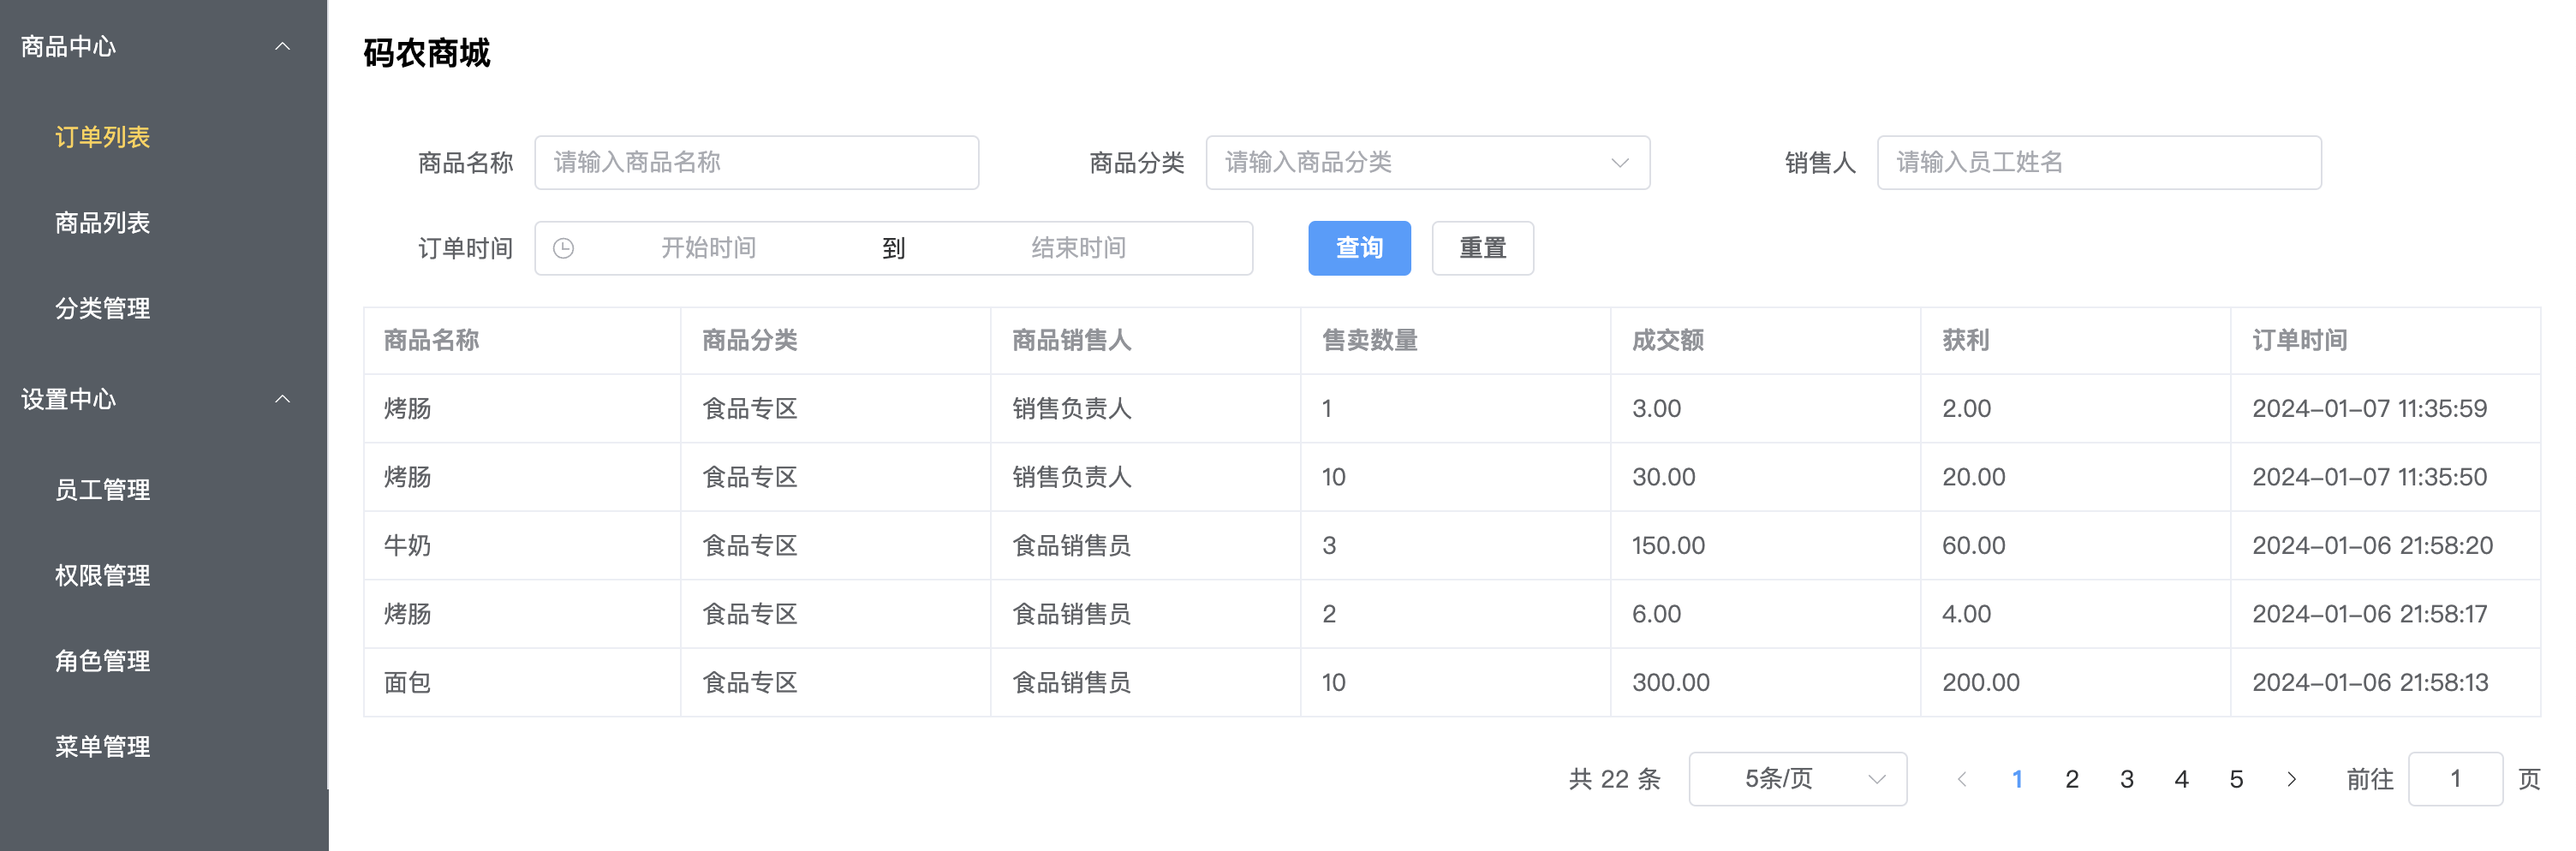 商品中心
订单列表
商品列表
分类管理
设置中心
员工管理
权限管理
角色管理
菜单管理
码农商城
商品名称 请输入商品名称 商品分类 请输入商品分类 销售人 请输入员工姓名
订单时间 开始时间 到 结束时间 查询 重置
商品名称 商品分类 商品销售人 售卖数量 成交额 获利 订单时间
烤肠 食品专区 销售负责人 1 3.00 2.00 2024-01-07 11:35:59
烤肠 食品专区 销售负责人 10 30.00 20.00 2024-01-07 11:35:50
牛奶 食品专区 食品销售员 3 150.00 60.00 2024-01-06 21:58:20
烤肠 食品专区 食品销售员 2 6.00 4.00 2024-01-06 21:58:17
面包 食品专区 食品销售员 10 300.00 200.00 2024-01-06 21:58:13
共 22 条 5条/页 1 2 3 4 5 前往 1 页